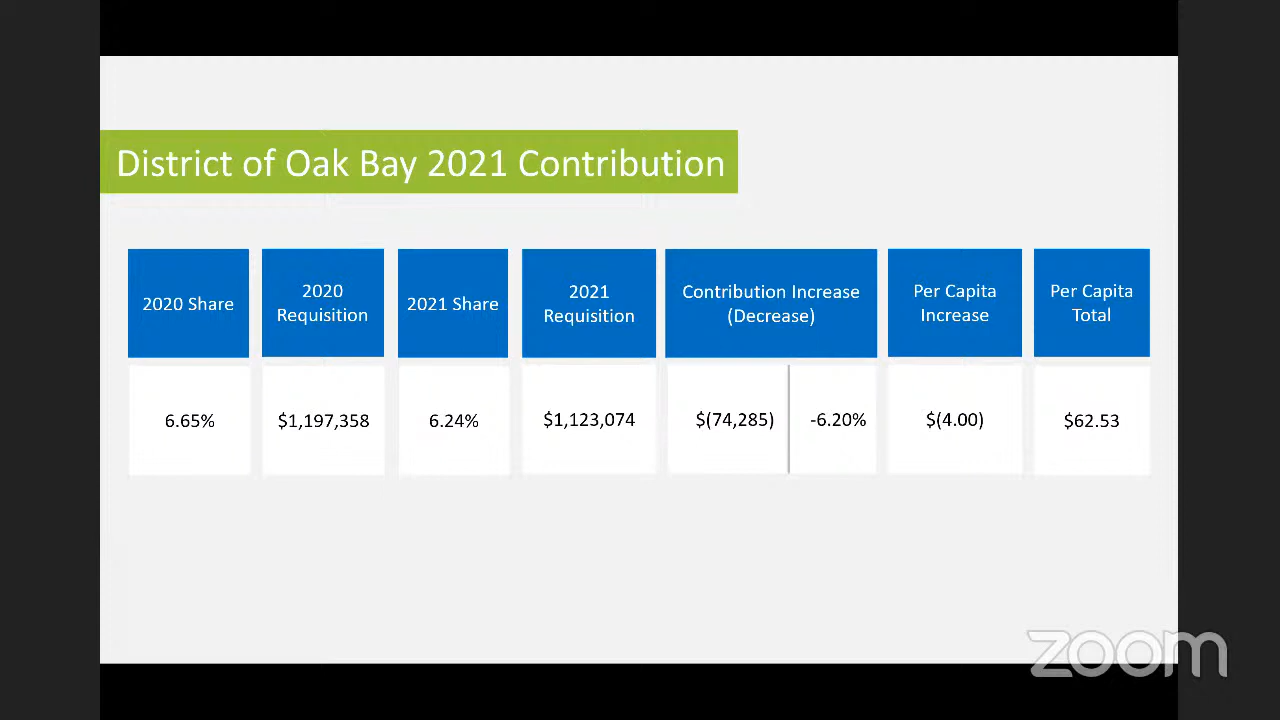 District of Oak Bay 2021 Contribution
2020 Share
2020
Requisition
2021 Share
2021
Requisition
Contribution Increase
(Decrease)
Per Capita
Increase
Per Capita
Total
6.65%
$1,197,358
6.24%
$1,123,074
$(74,285)
-6.20%
$(4.00)
$62.53
zoom